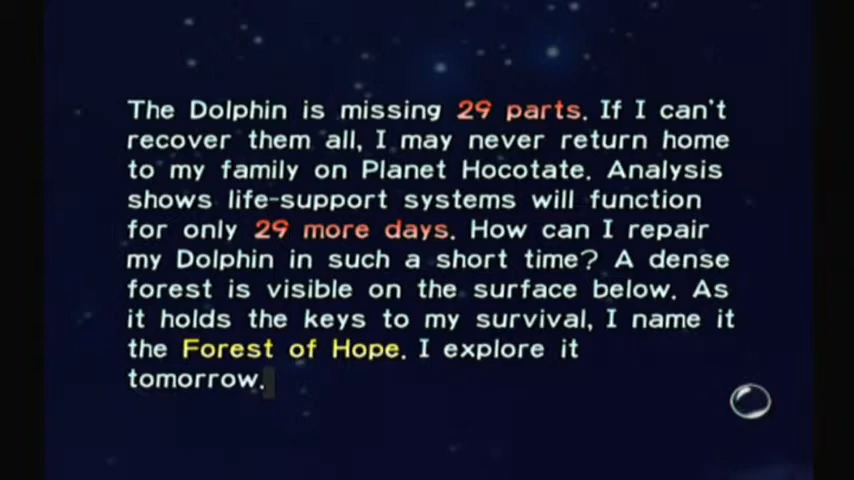 The Dolphin is missing 29 parts. If I can't
recover them all, I may never return home
to my family on Planet Hocotate. Analysis
shows life-support systems will function
for only 29 more days. How can I repair
my Dolphin in such a short time? A dense
forest is visible on the surface below. As
it holds the keys to my survival, I name it
the Forest of Hope. I explore it
tomorrow.